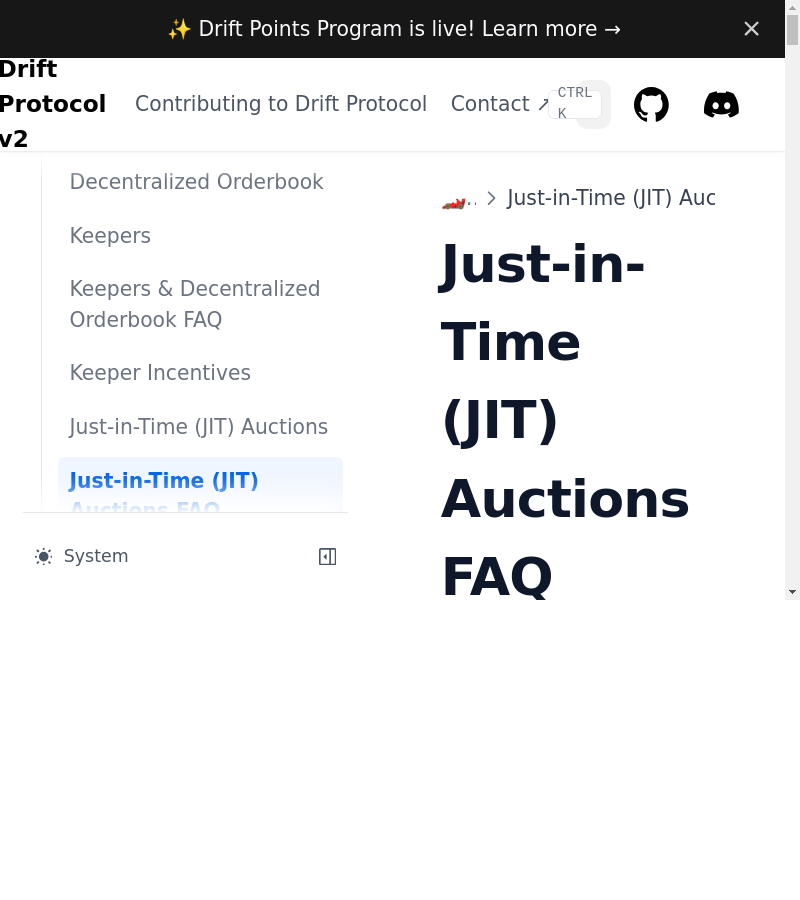 ✨ Drift Points Program is live! Learn more →
Drift
Protocol
v2
Contributing to Drift Protocol
Contact ↗
CTRL
K
Decentralized Orderbook
Keepers
Keepers & Decentralized
Orderbook FAQ
Keeper Incentives
Just-in-Time (JIT) Auctions
Just-in-Time (JIT)
Auctions FAQ
System
🏎️.. > Just-in-Time (JIT) Auc
Just-in-
Time
(JIT)
Auctions
FAQ